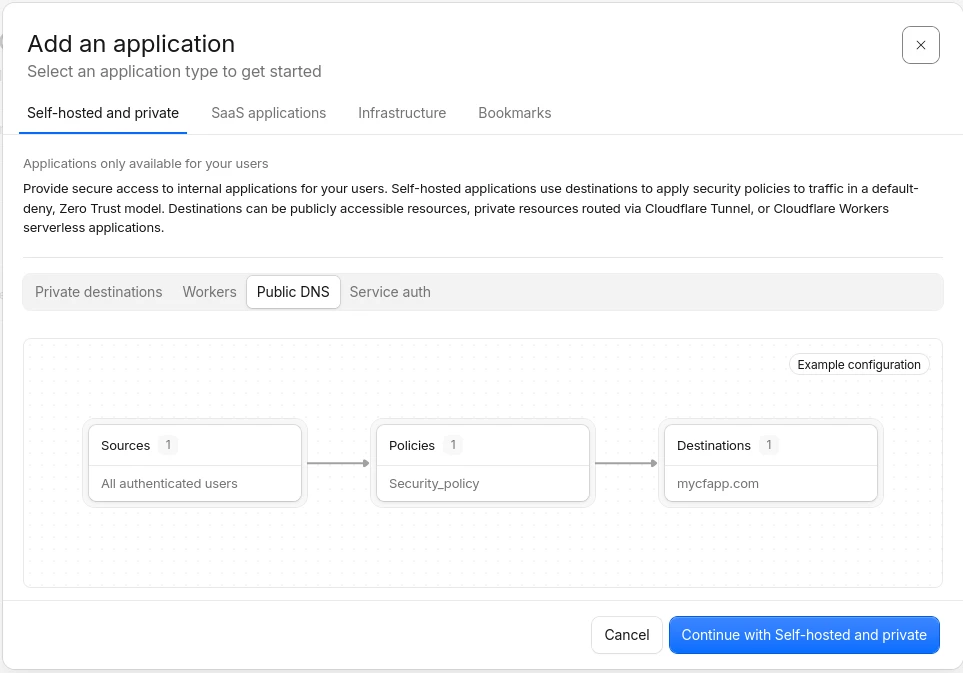 Add an application
Select an application type to get started
Self-hosted and private
SaaS applications
Infrastructure
Bookmarks
Applications only available for your users
Provide secure access to internal applications for your users. Self-hosted applications use destinations to apply security policies to traffic in a default-
deny, Zero Trust model. Destinations can be publicly accessible resources, private resources routed via Cloudflare Tunnel, or Cloudflare Workers
serverless applications.
Private destinations
Workers
Public DNS
Service auth
Example configuration
Sources 1
All authenticated users
Policies 1
Security_policy
Destinations 1
mycfapp.com
Cancel
Continue with Self-hosted and private